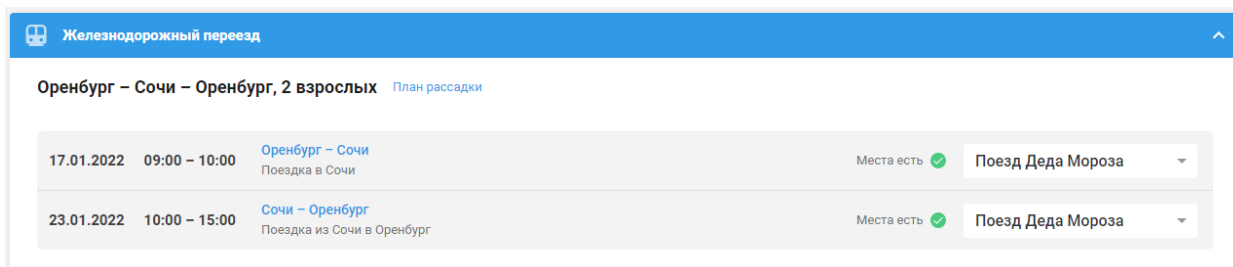 Железнодорожный переезд
Оренбург – Сочи – Оренбург, 2 взрослых План рассадки
17.01.2022 09:00 – 10:00 Оренбург – Сочи Места есть Поезд Деда Мороза
Поездка в Сочи
23.01.2022 10:00 – 15:00 Сочи – Оренбург Места есть Поезд Деда Мороза
Поездка из Сочи в Оренбург